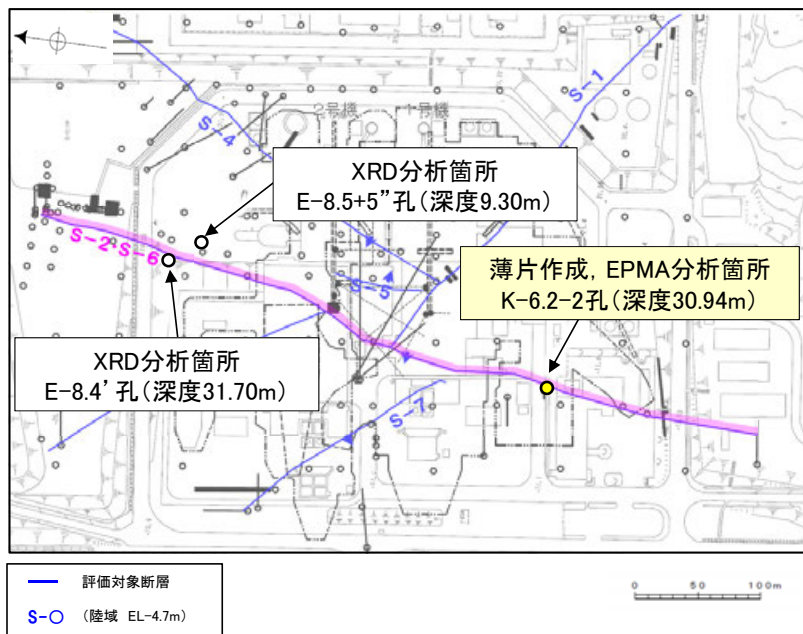 2号機
1号機
S-1
S-4
XRD分析箇所
E-8.5+5”孔(深度9.30m)
S-2・S-6
S-5
薄片作成, EPMA分析箇所
K-6.2-2孔(深度30.94m)
XRD分析箇所
E-8.4’孔(深度31.70m)
S-7
評価対象断層
S-○ (陸域 EL-4.7m)
0 50 100m